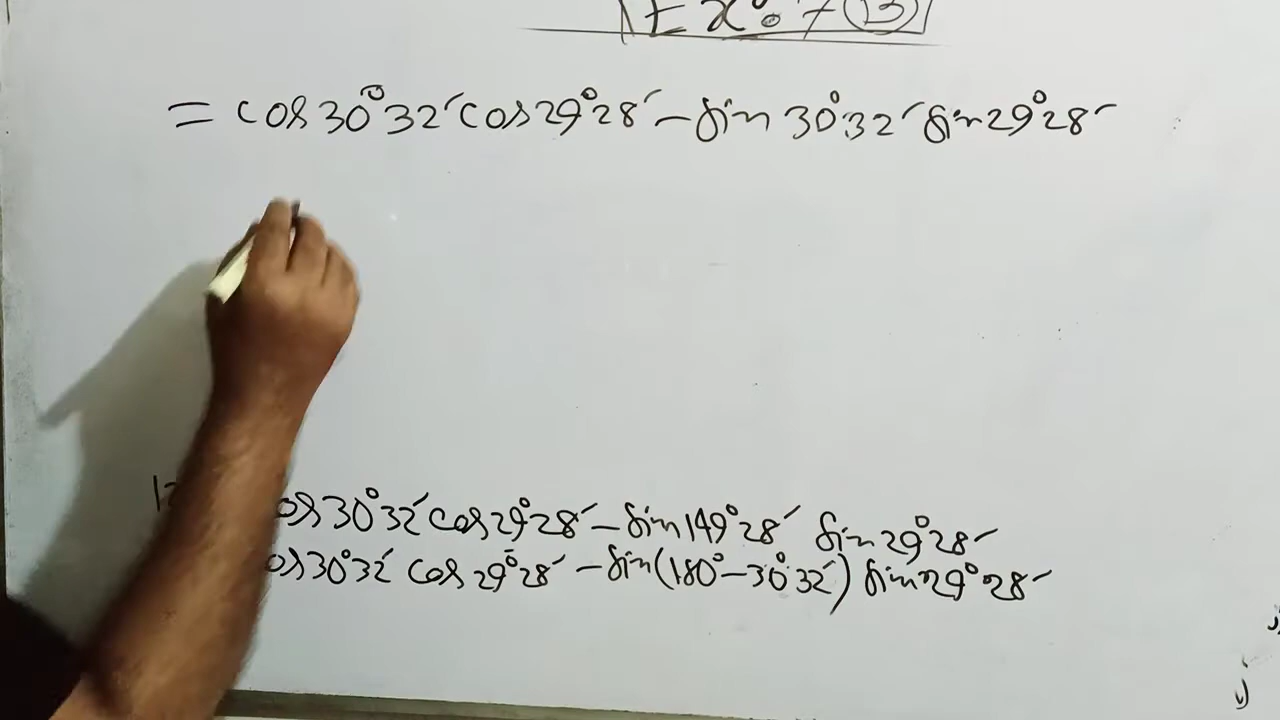 Ex: 7(B)
= cos 30°32′ cos 29°28′ – sin 30°32′ sin 29°28′
cos 30°32′ cos 29°28′ – sin 149°28′ sin 29°28′
cos 30°32′ cos 29°28′ – sin(180° – 30°32′) sin 29°28′